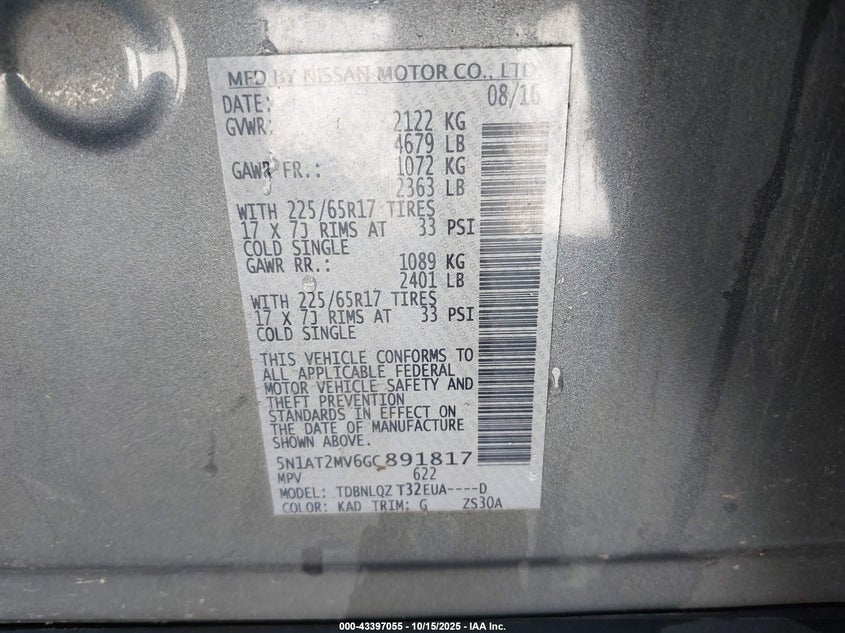 MFD BY NISSAN MOTOR CO., LTD
DATE: 08/16
GVWR: 2122 KG
4679 LB
GAWR FR.: 1072 KG
2363 LB
WITH 225/65R17 TIRES
17 X 7J RIMS AT 33 PSI
COLD SINGLE
GAWR RR.: 1089 KG
2401 LB
WITH 225/65R17 TIRES
17 X 7J RIMS AT 33 PSI
COLD SINGLE
THIS VEHICLE CONFORMS TO
ALL APPLICABLE FEDERAL
MOTOR VEHICLE SAFETY AND
THEFT PREVENTION
STANDARDS IN EFFECT ON
THE DATE OF MANUFACTURE
SHOWN ABOVE.
5N1AT2MV6GC891817
MPV 622
MODEL: TDBNLQZ T32EUA----D
COLOR: KAD TRIM: G ZS30A
000-43397055 - 10/15/2025 - IAA Inc.